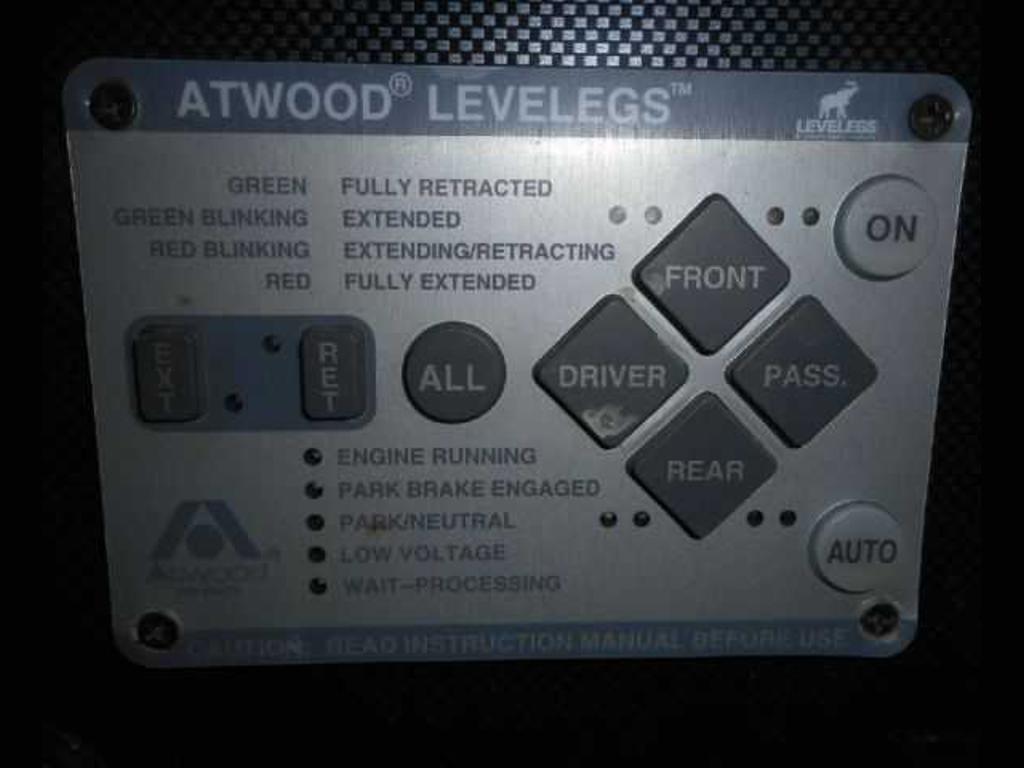 ATWOOD® LEVELEGS™
LEVELEGS
GREEN FULLY RETRACTED
GREEN BLINKING EXTENDED
RED BLINKING EXTENDING/RETRACTING
RED FULLY EXTENDED
ON
FRONT
EXT
RET
ALL
DRIVER
PASS.
REAR
ENGINE RUNNING
PARK BRAKE ENGAGED
PARK/NEUTRAL
LOW VOLTAGE
WAIT-PROCESSING
AUTO
Atwood
CAUTION: READ INSTRUCTION MANUAL BEFORE USE